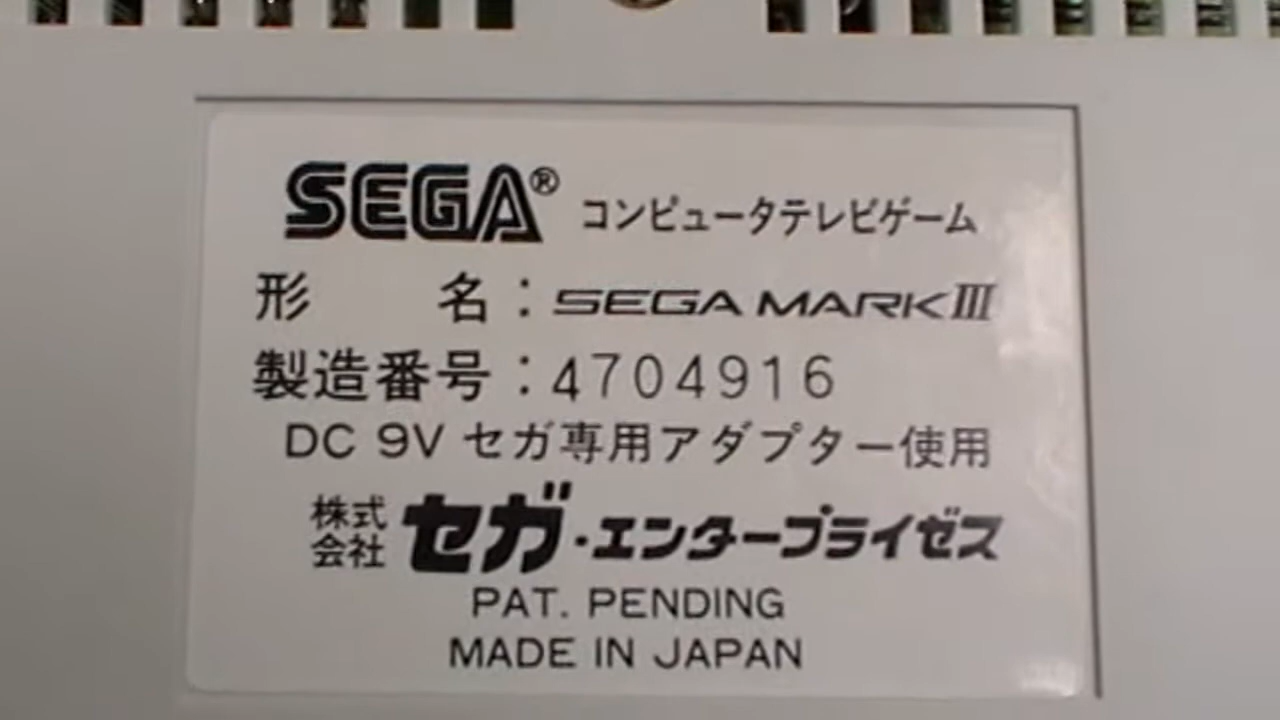 SEGA® コンピュータテレビゲーム
形 名：SEGA MARK III
製造番号：4704916
DC 9V セガ専用アダプター使用
株式会社 セガ・エンタープライゼス
PAT. PENDING
MADE IN JAPAN